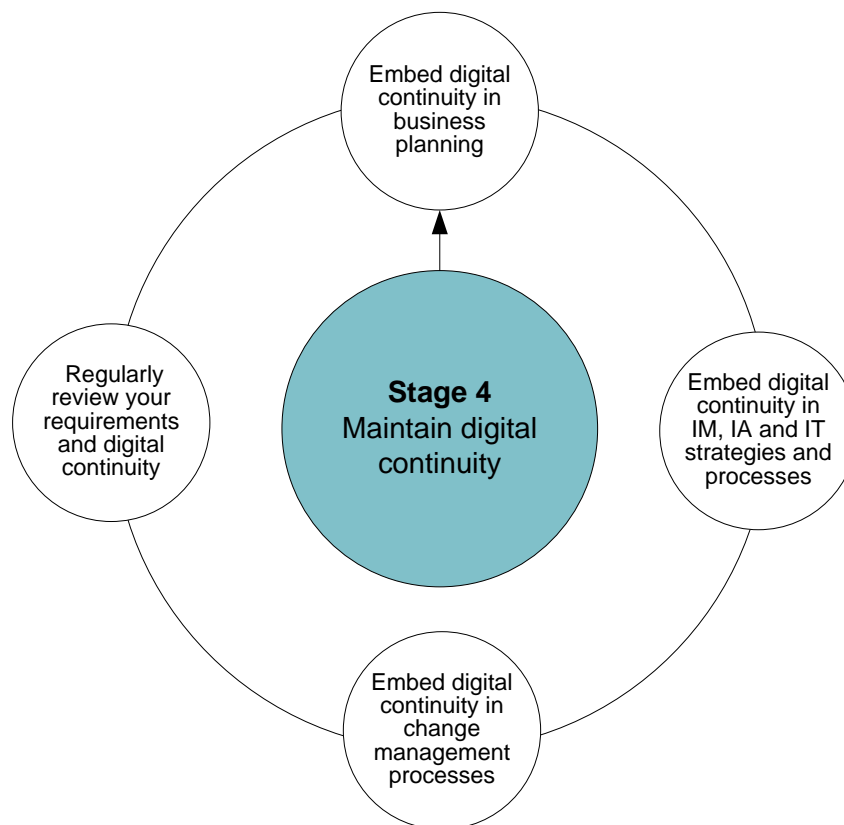 Embed digital
continuity in
business
planning
Regularly
review your
requirements
and digital
continuity
Stage 4
Maintain digital
continuity
Embed digital
continuity in
IM, IA and IT
strategies and
processes
Embed digital
continuity in
change
management
processes